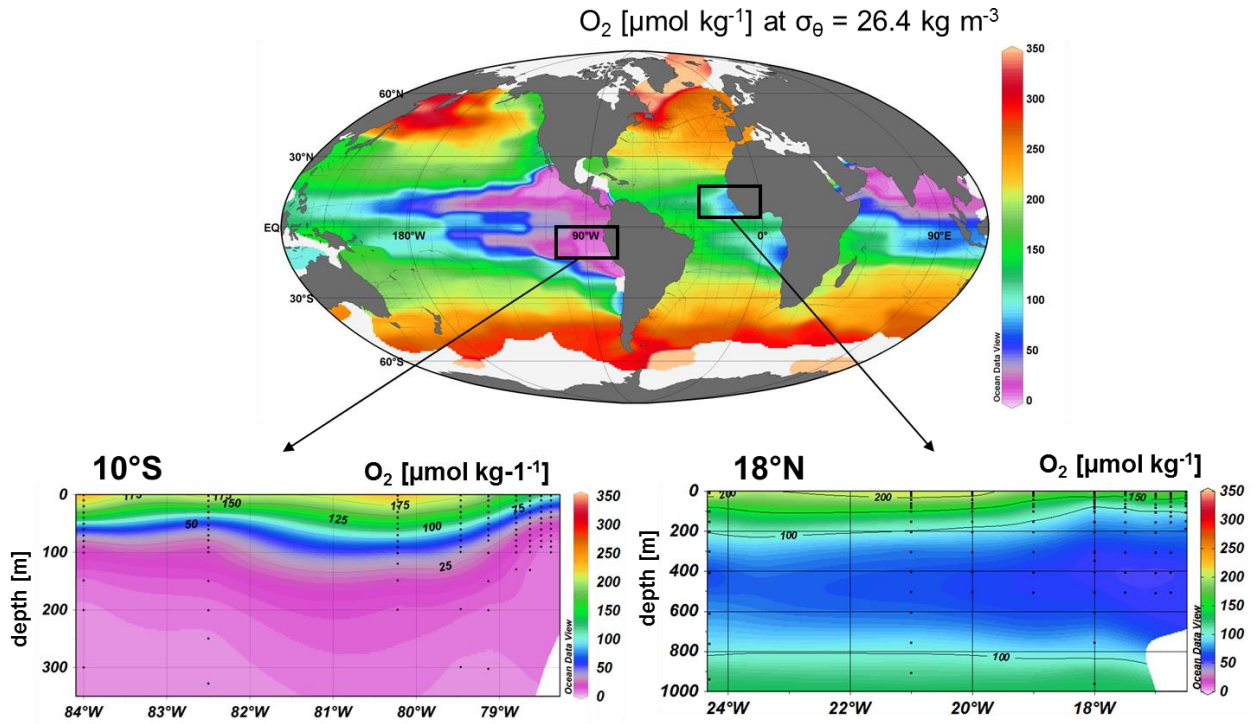 O₂ [µmol kg⁻¹] at σθ = 26.4 kg m⁻³
350
300
250
200
150
100
50
0
Ocean Data View
60°N
30°N
EQ
30°S
60°S
180°W
90°W
0°
90°E
10°S
O₂ [µmol kg-1⁻¹]
depth [m]
0
100
200
300
84°W
83°W
82°W
81°W
80°W
79°W
175
175
175
125
100
75
50
25
350
300
250
200
150
100
50
0
Ocean Data View
18°N
O₂ [µmol kg⁻¹]
depth [m]
0
200
400
600
800
1000
24°W
22°W
20°W
18°W
200
200
150
100
100
350
300
250
200
150
100
50
0
Ocean Data View